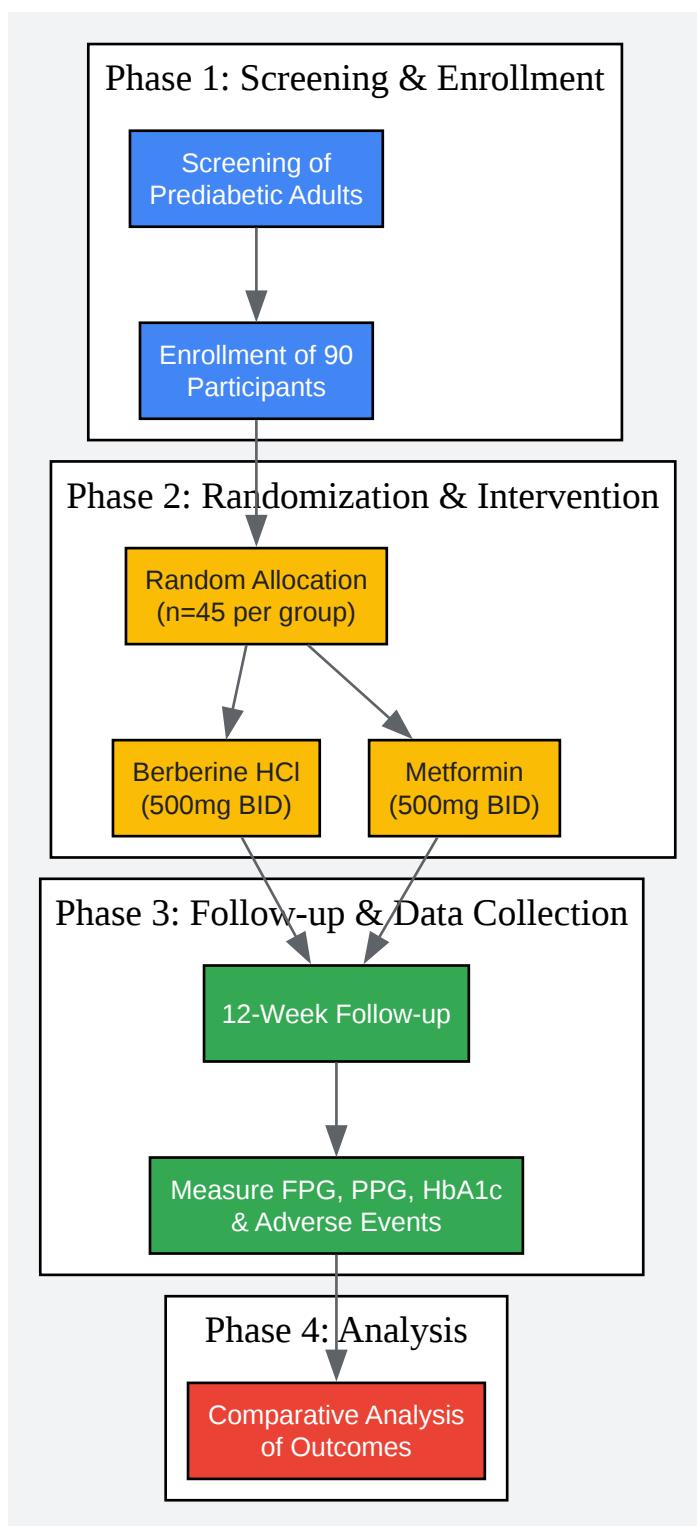 Phase 1: Screening & Enrollment
Screening of
Prediabetic Adults
Enrollment of 90
Participants
Phase 2: Randomization & Intervention
Random Allocation
(n=45 per group)
Berberine HCl
(500mg BID)
Metformin
(500mg BID)
Phase 3: Follow-up & Data Collection
12-Week Follow-up
Measure FPG, PPG, HbA1c
& Adverse Events
Phase 4: Analysis
Comparative Analysis
of Outcomes